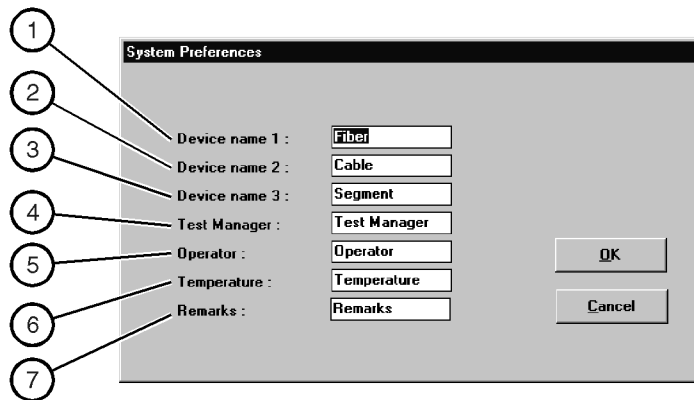 1
System Preferences
2
3
Device name 1 : Fiber
Device name 2 : Cable
Device name 3 : Segment
4
Test Manager : Test Manager
5
Operator : Operator
OK
Temperature : Temperature
6
Remarks : Remarks
Cancel
7